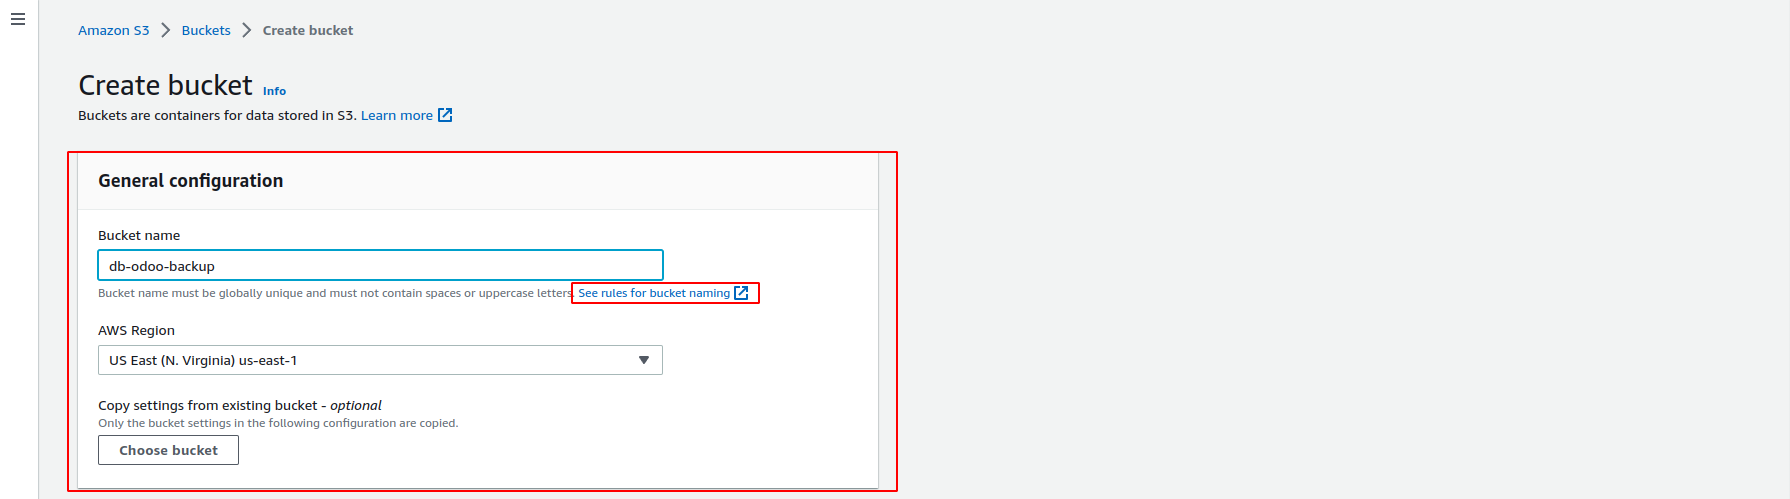 Amazon S3 > Buckets > Create bucket
Create bucket Info
Buckets are containers for data stored in S3. Learn more
General configuration
Bucket name
db-odoo-backup
Bucket name must be globally unique and must not contain spaces or uppercase letters. See rules for bucket naming
AWS Region
US East (N. Virginia) us-east-1
Copy settings from existing bucket - optional
Only the bucket settings in the following configuration are copied.
Choose bucket